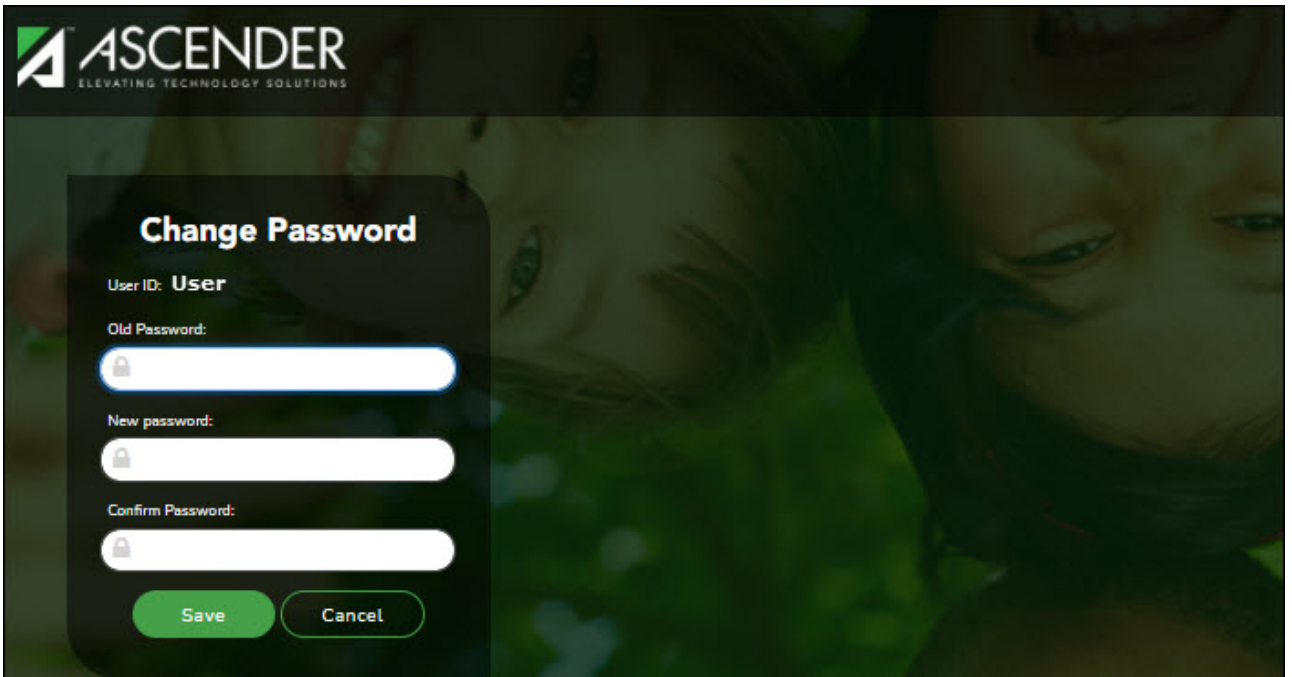 ASCENDER
ELEVATING TECHNOLOGY SOLUTIONS
Change Password
User ID: User
Old Password:
New password:
Confirm Password:
Save Cancel